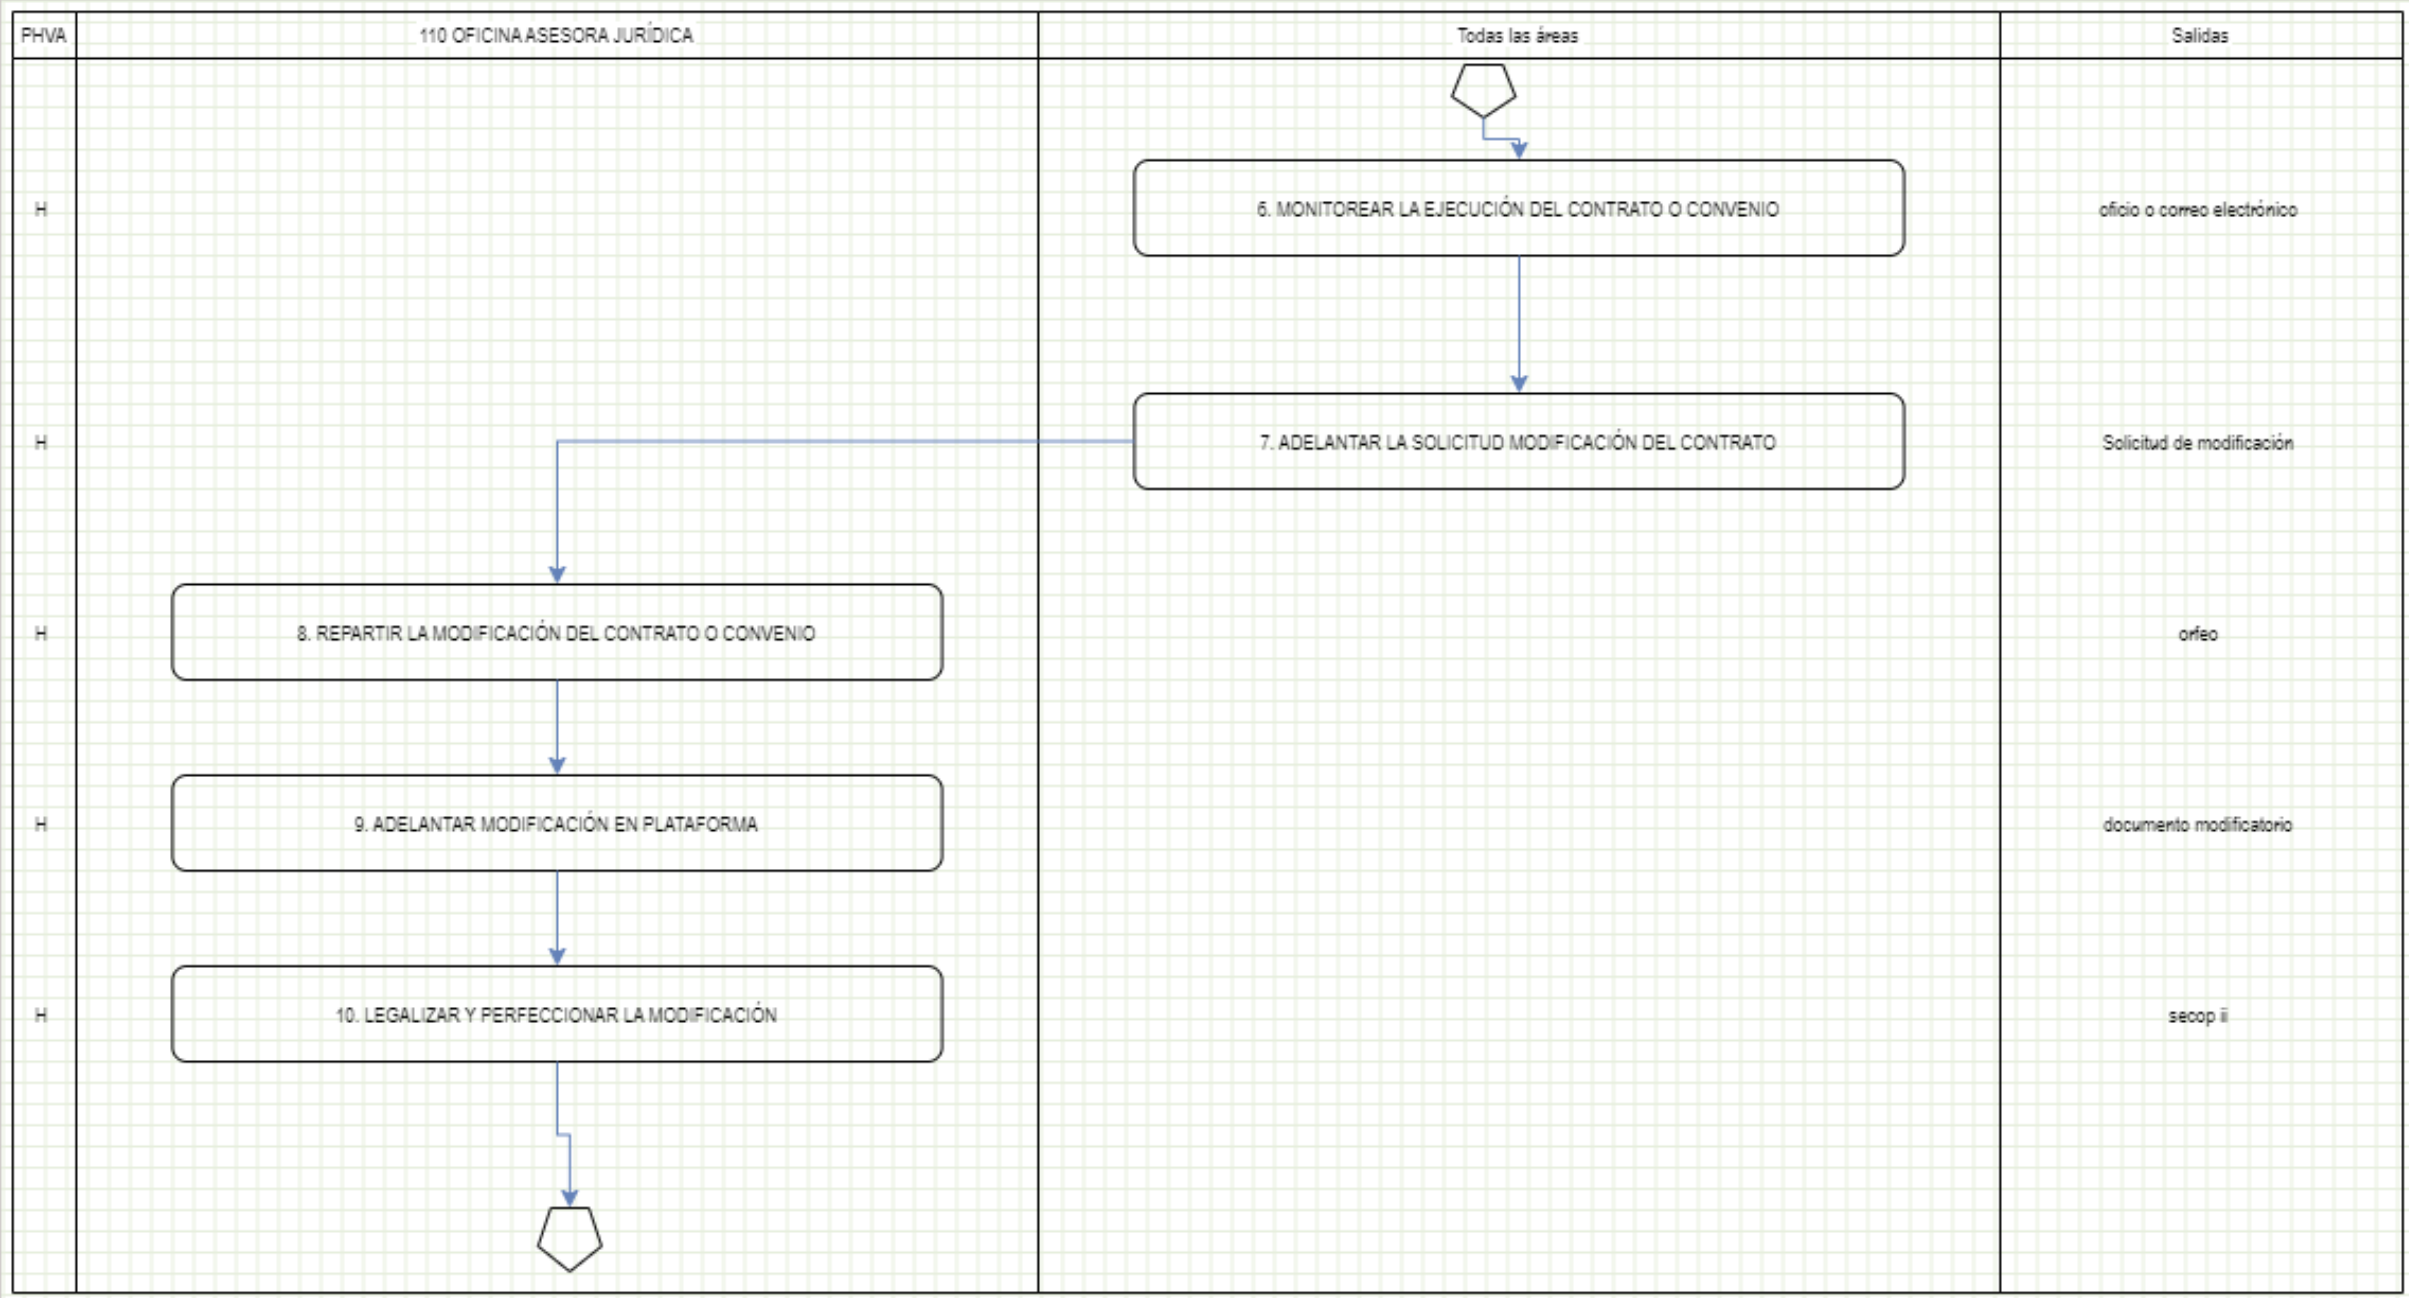 PHVA
110 OFICINA ASESORA JURÍDICA
Todas las áreas
Salidas
H
6. MONITOREAR LA EJECUCIÓN DEL CONTRATO O CONVENIO
oficio o correo electrónico
H
7. ADELANTAR LA SOLICITUD MODIFICACIÓN DEL CONTRATO
Solicitud de modificación
H
8. REPARTIR LA MODIFICACIÓN DEL CONTRATO O CONVENIO
orfeo
H
9. ADELANTAR MODIFICACIÓN EN PLATAFORMA
documento modificatorio
H
10. LEGALIZAR Y PERFECCIONAR LA MODIFICACIÓN
secop ii